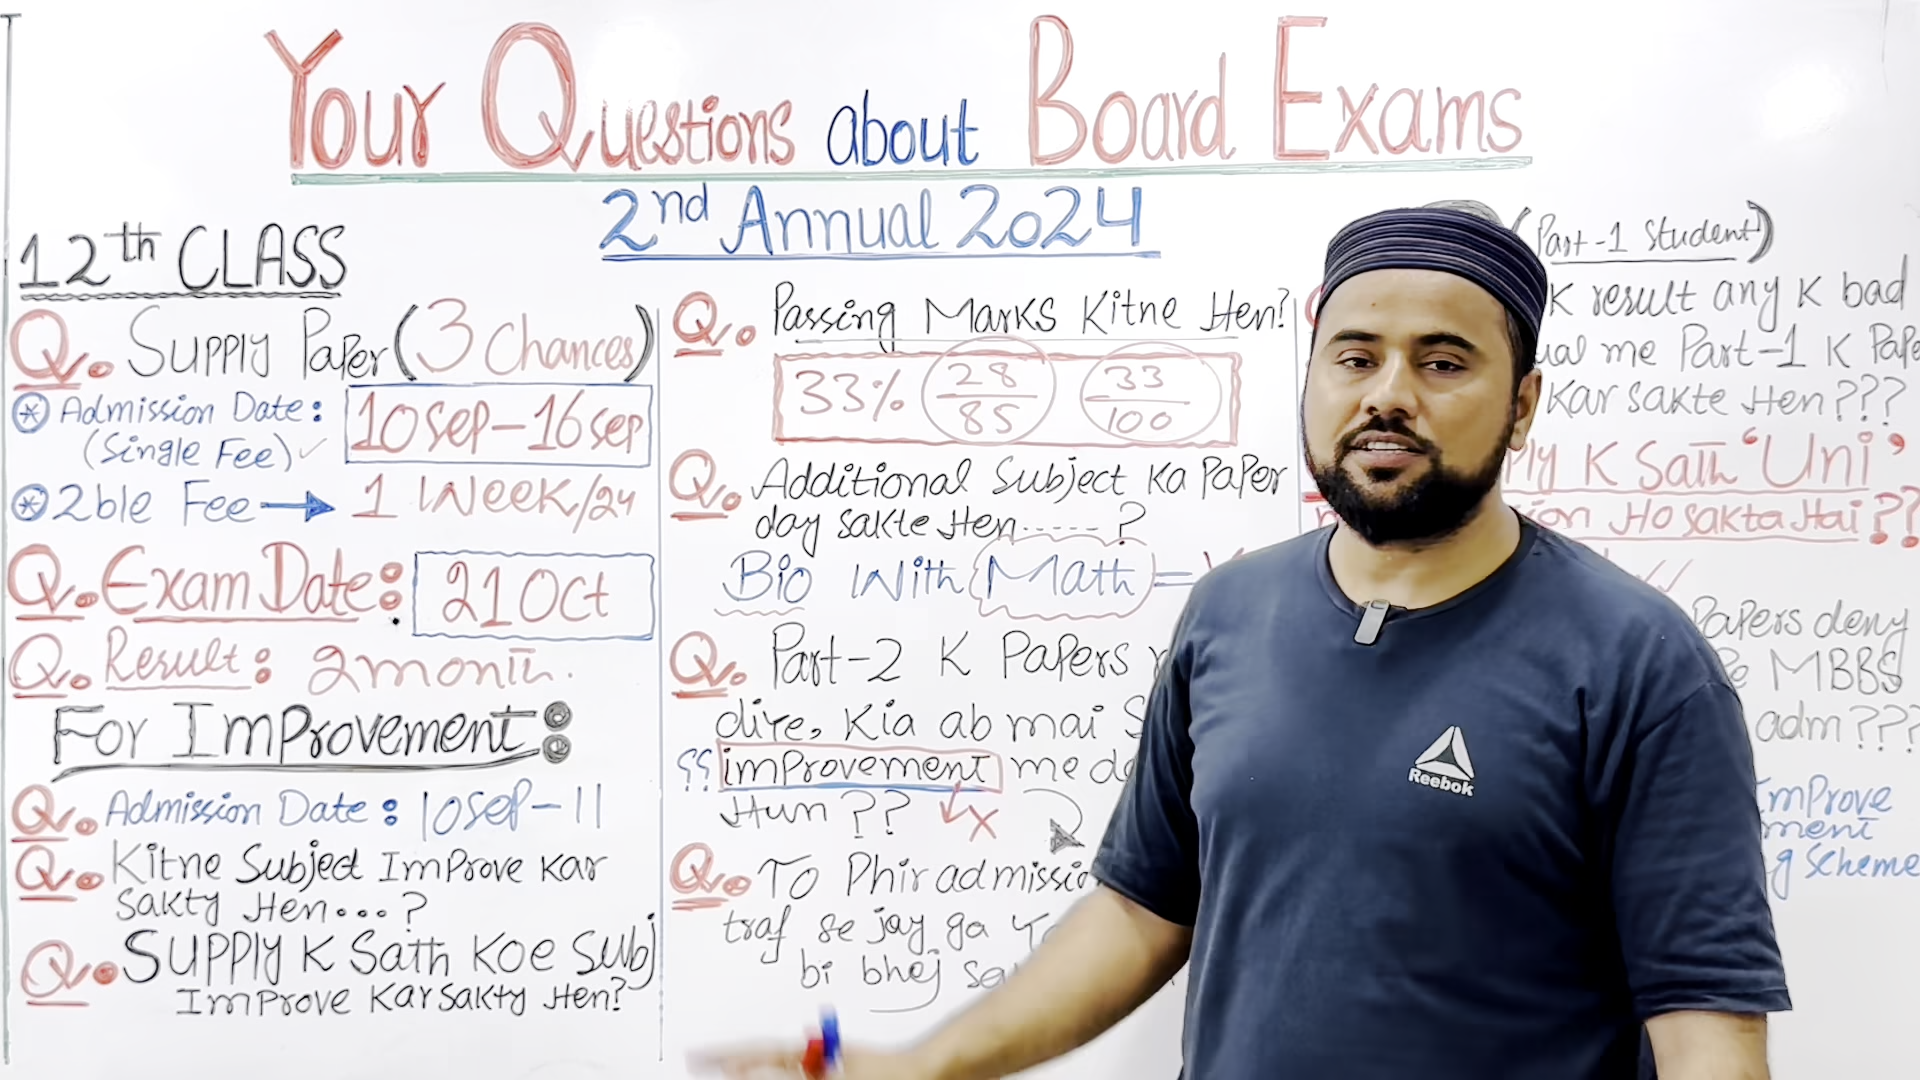 Your Questions about Board Exams
2nd Annual 2024
12th CLASS
Q. Supply Paper (3 Chances)
Admission Date: 10 Sep - 16 Sep
(Single Fee)
2ble Fee → 1 Week/24
Q. Exam Date: 21 Oct
Q. Result: 2 month.
For Improvement:
Q. Admission Date: 10 Sep - 11
Q. Kitne Subject Improve Kar
sakty Hen...?
Q. Supply K Sath Koe Subj
Improve Kar sakty Hen?
Q. Passing Marks Kitne Hen?
33% 28/85 33/100
Q. Additional Subject Ka Paper
day sakte Hen......?
Bio With (Math) =
Q. Part-2 K Papers
diye, Kia ab mai
?? improvement me
Hun ?? x
Q. To Phir admission
traf se jay ga
bi bhej
(Part-1 Student)
K result any K bad
me Part-1 K
Kar sakte Hen???
K Sath 'Uni'
Ho sakta Hai??
Papers deny
MBBS
adm???
Improve
Scheme
Reebok